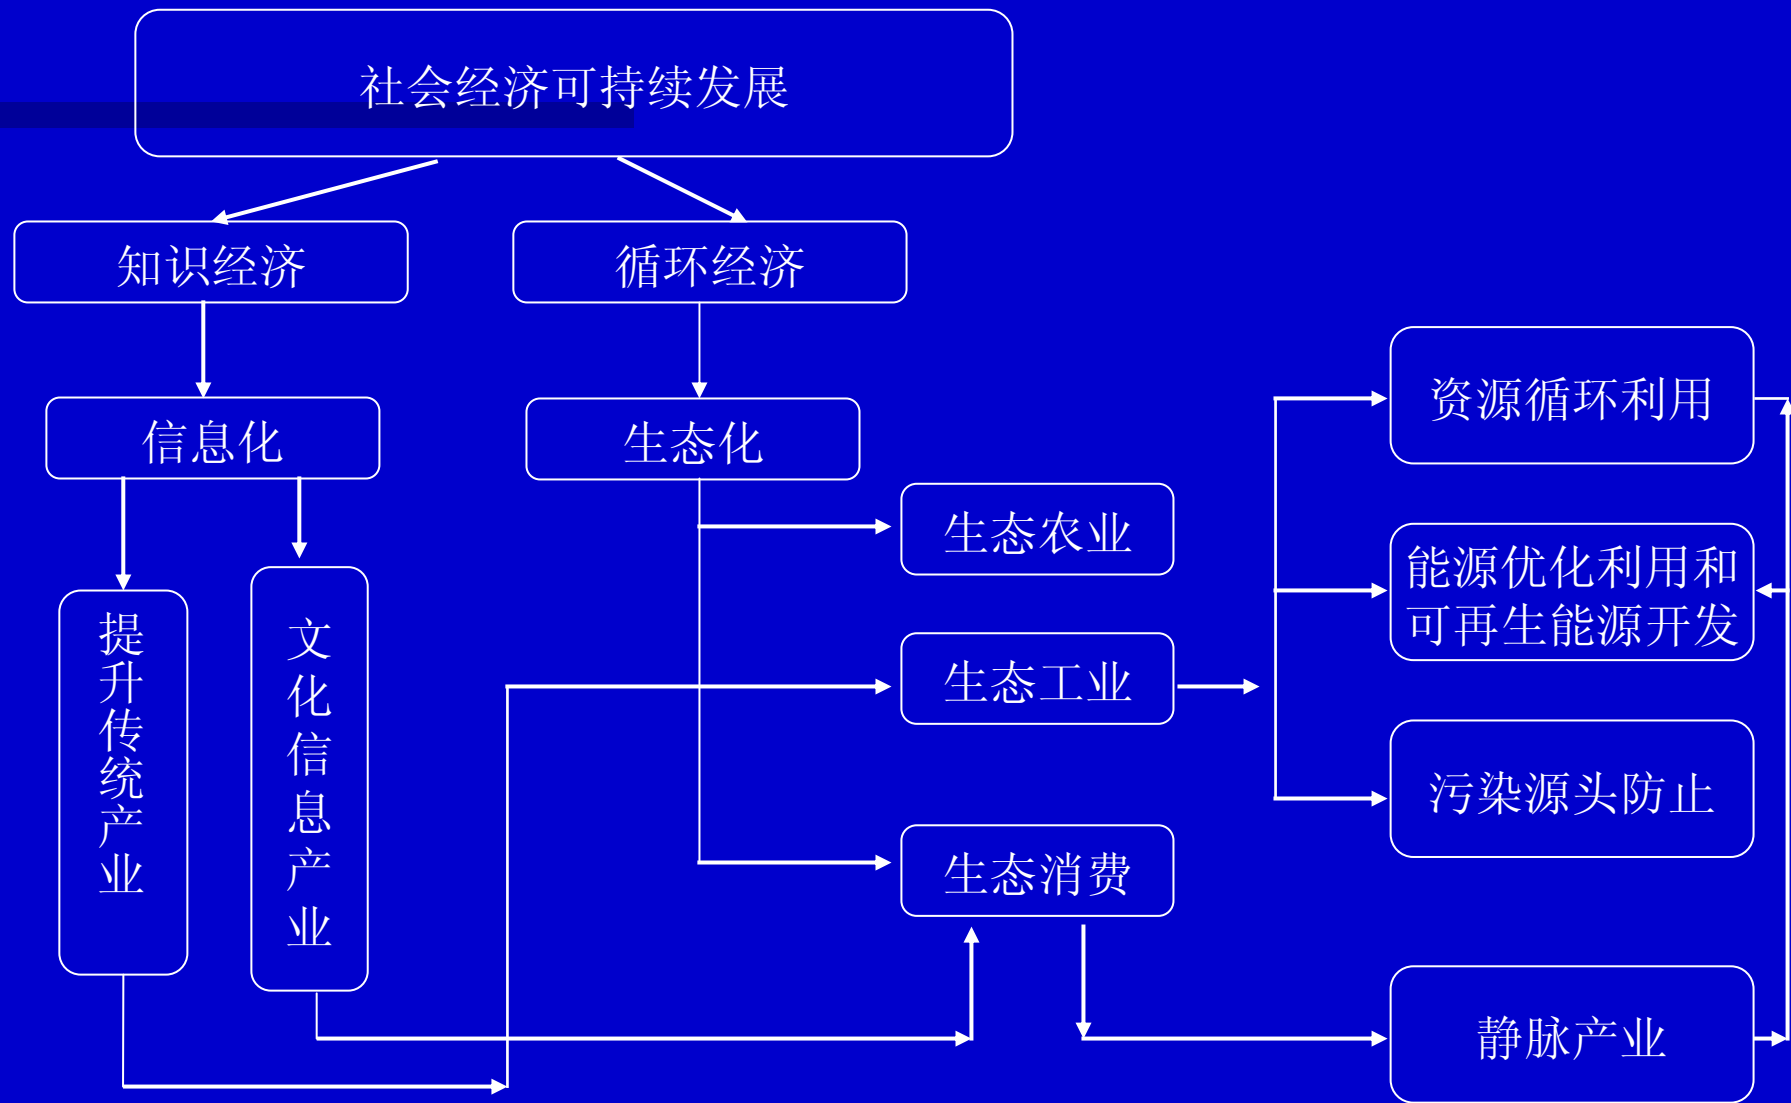 社会经济可持续发展
知识经济
循环经济
信息化
生态化
提升传统产业
文化信息产业
生态农业
生态工业
生态消费
资源循环利用
能源优化利用和
可再生能源开发
污染源头防止
静脉产业